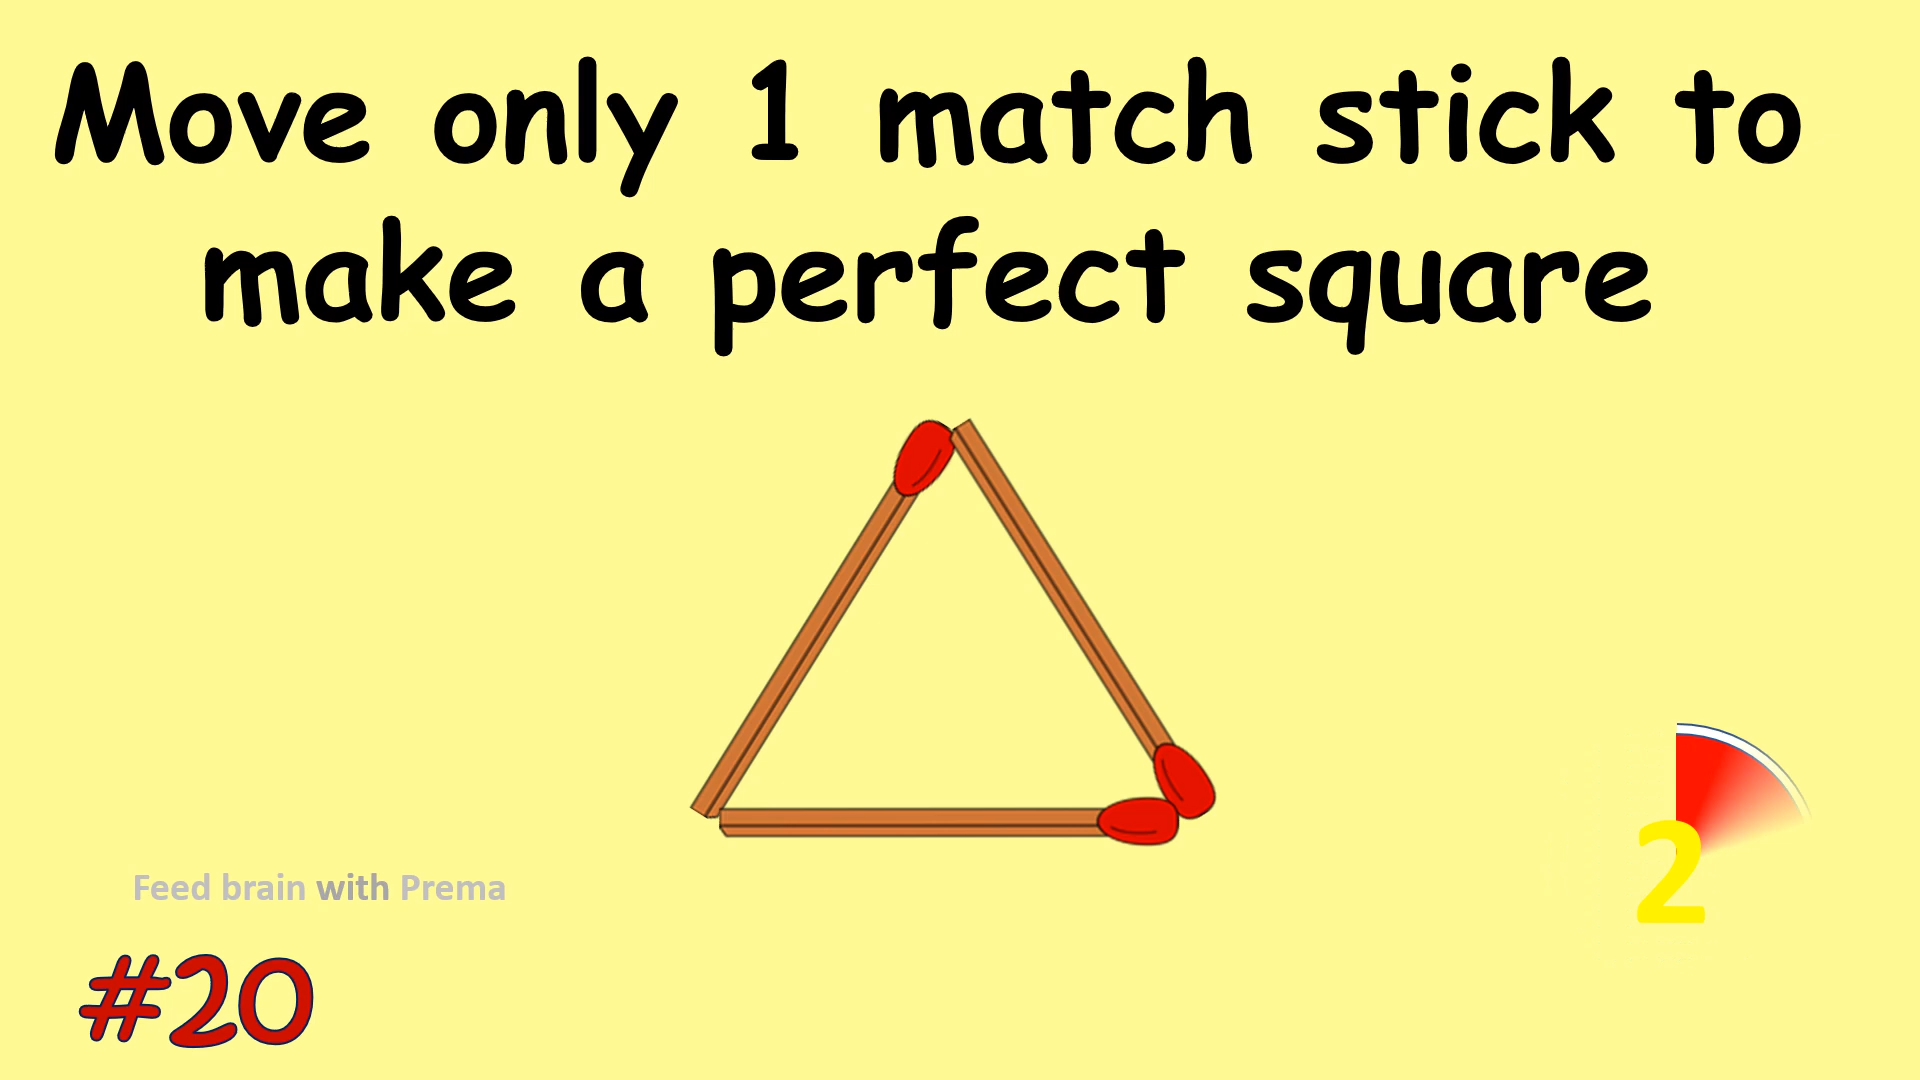 Move only 1 match stick to
make a perfect square
2
Feed brain with Prema
#20